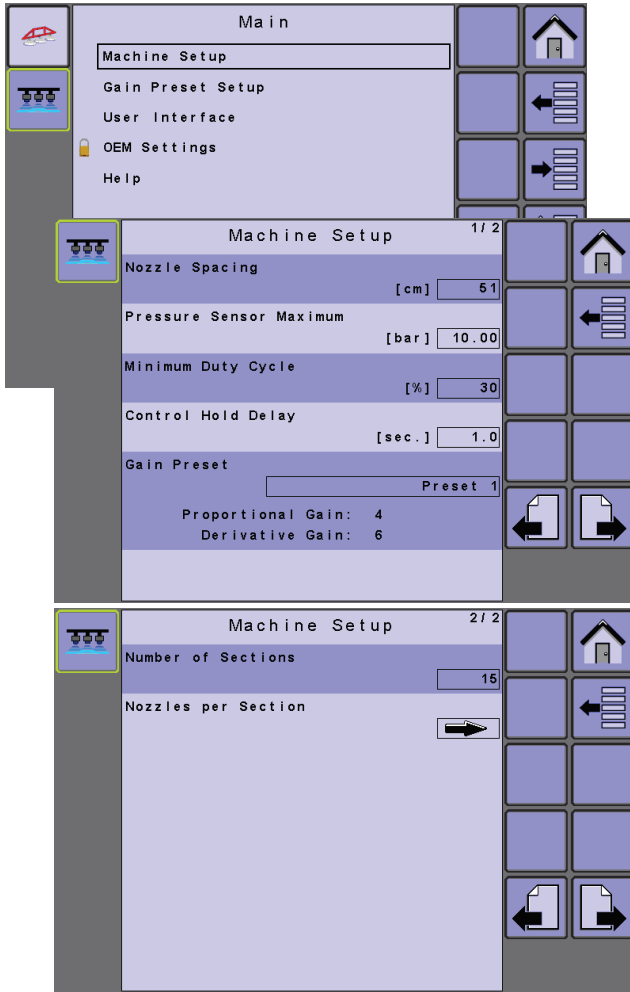 Main
Machine Setup
Gain Preset Setup
User Interface
OEM Settings
Help
Machine Setup 1/2
Nozzle Spacing
[cm] 51
Pressure Sensor Maximum
[bar] 10.00
Minimum Duty Cycle
[%] 30
Control Hold Delay
[sec.] 1.0
Gain Preset
Preset 1
Proportional Gain: 4
Derivative Gain: 6
Machine Setup 2/2
Number of Sections
15
Nozzles per Section